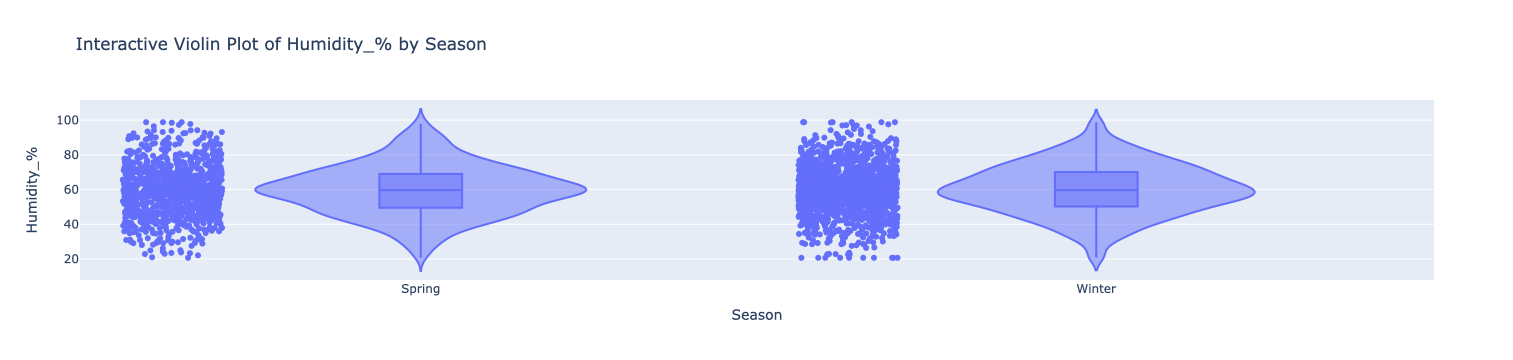 Interactive Violin Plot of Humidity_% by Season
Humidity_%
100
80
60
40
20
Spring
Winter
Season